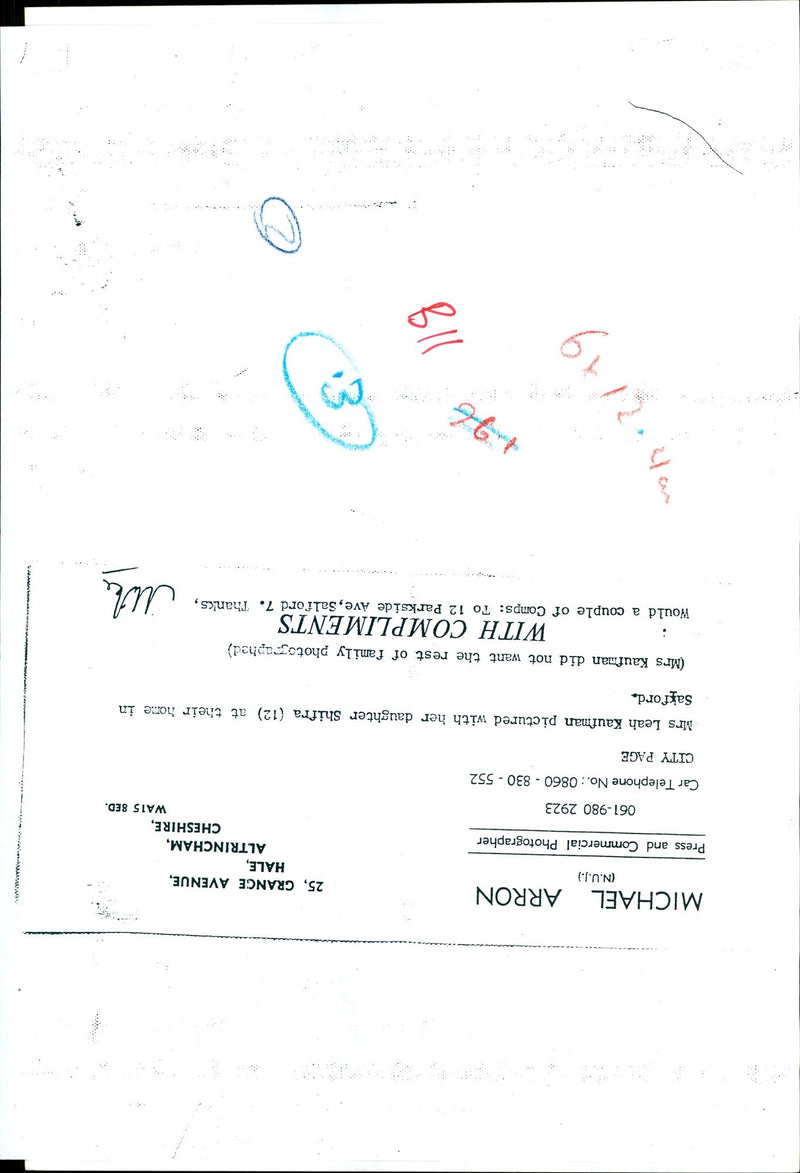 MICHAEL ARRON
(N.U.J.)
Press and Commercial Photographer
061-980 2923
Car Telephone No.: 0860 - 830 - 552
25, GRANGE AVENUE,
HALE,
ALTRINCHAM,
CHESHIRE,
WA15 8ED.
CITY PAGE
Mrs Leah Kaufman pictured with her daughter Shifra (12) at their home in
Salford.
(Mrs Kaufman did not want the rest of family photographed)
WITH COMPLIMENTS
Would a couple of Comps: To 12 Parkside Ave,Salford 7. Thanks,
Mike